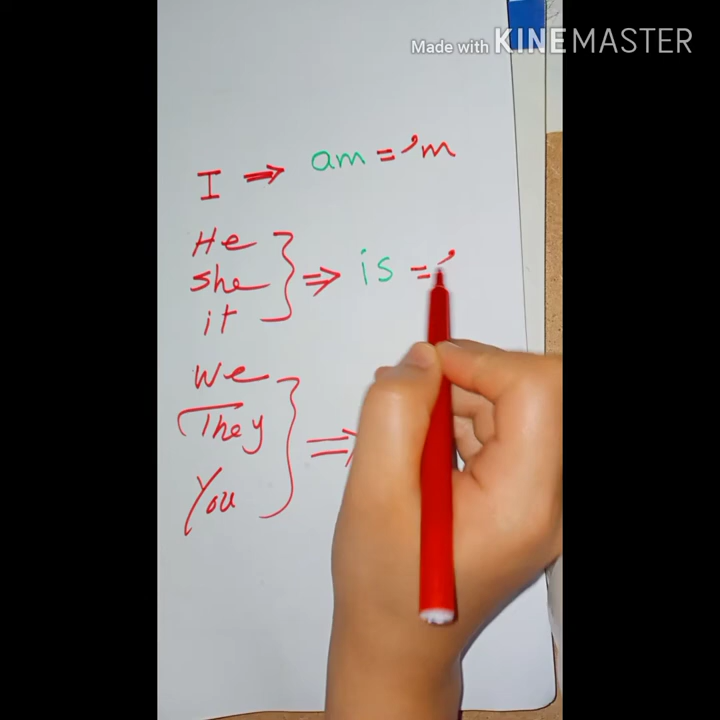 Made with KINEMASTER
I ⇒ am = 'm
He
she
it
} ⇒ is = '
We
They
You
} ⇒